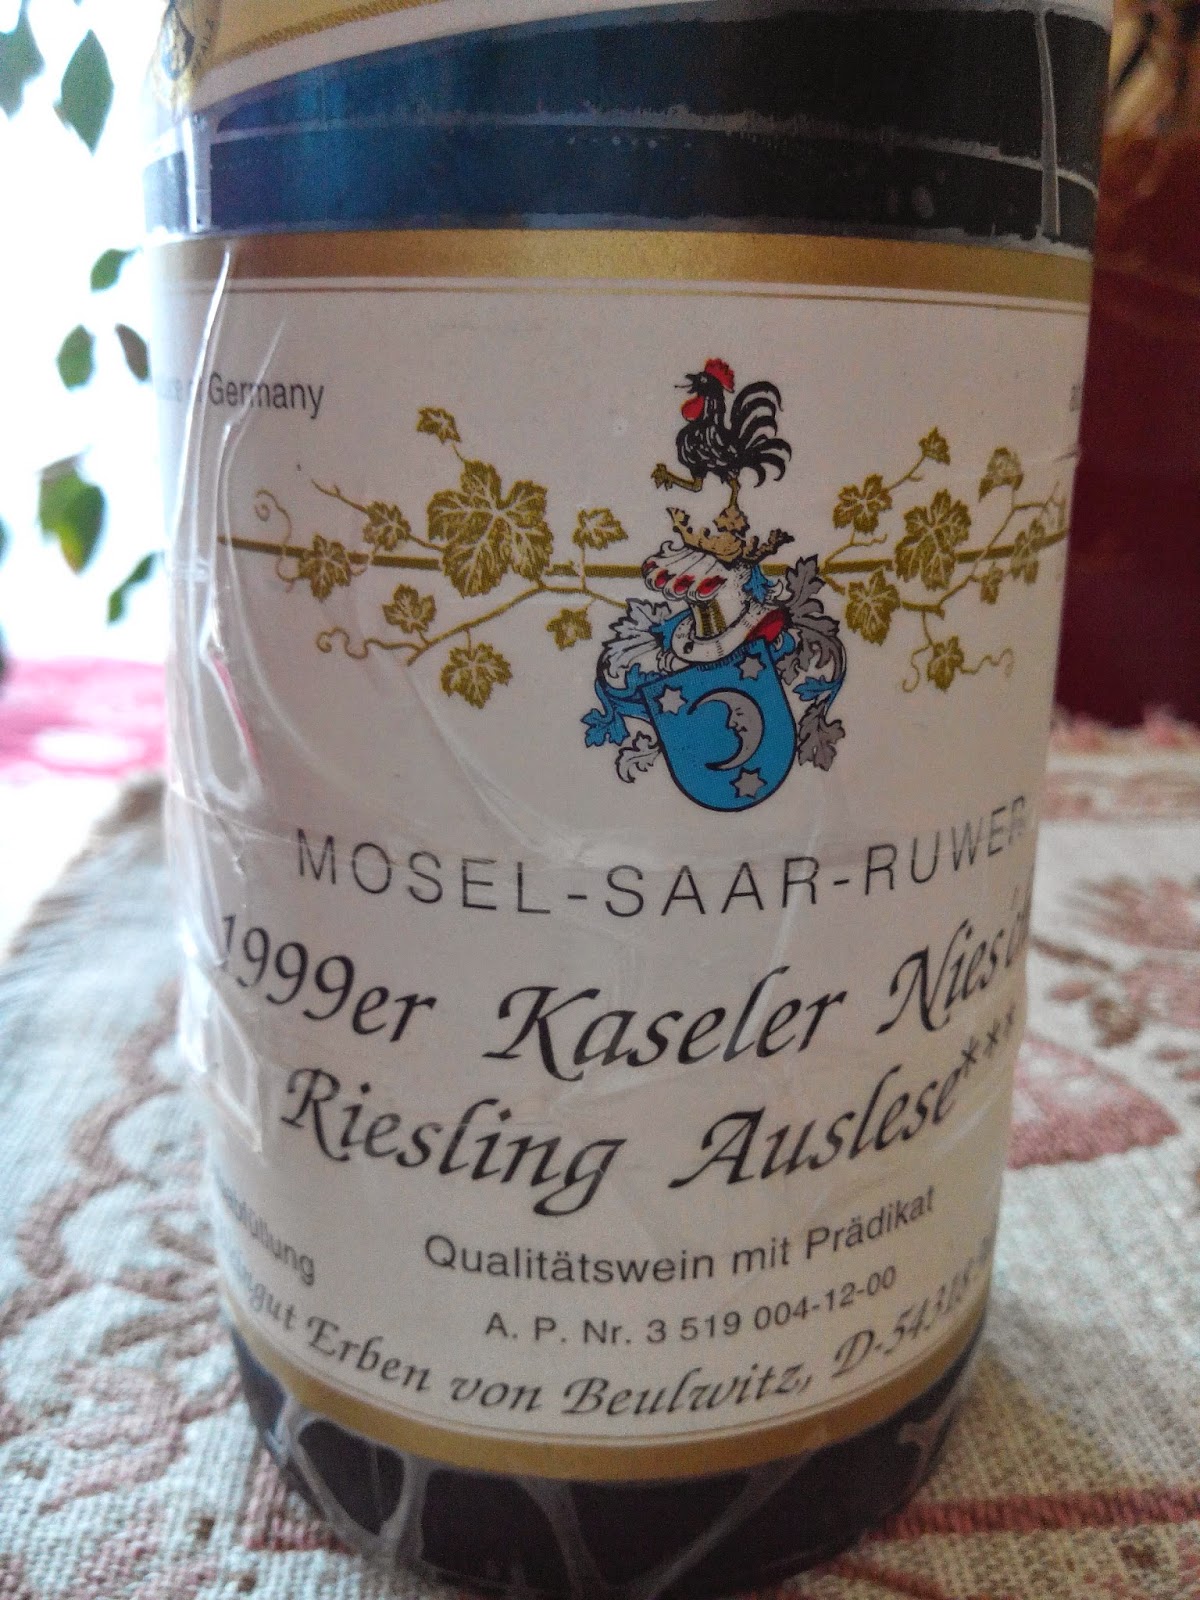 Germany
MOSEL-SAAR-RUWER
1999er Kaseler
Riesling Auslese***
Qualitätswein mit Prädikat
A. P. Nr. 3 519 004-12-00
Erben von Beulwitz, D-54318